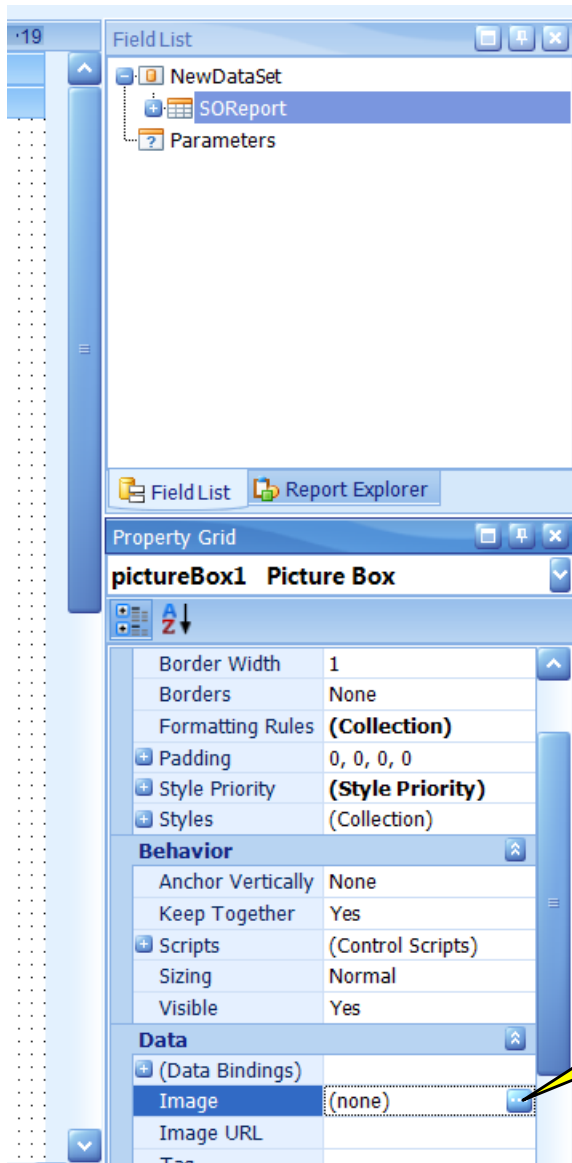 ·19
Field List
NewDataSet
SOReport
Parameters
Field List Report Explorer
Property Grid
pictureBox1 Picture Box
Border Width 1
Borders None
Formatting Rules (Collection)
Padding 0, 0, 0, 0
Style Priority (Style Priority)
Styles (Collection)
Behavior
Anchor Vertically None
Keep Together Yes
Scripts (Control Scripts)
Sizing Normal
Visible Yes
Data
(Data Bindings)
Image (none)
Image URL
Tag